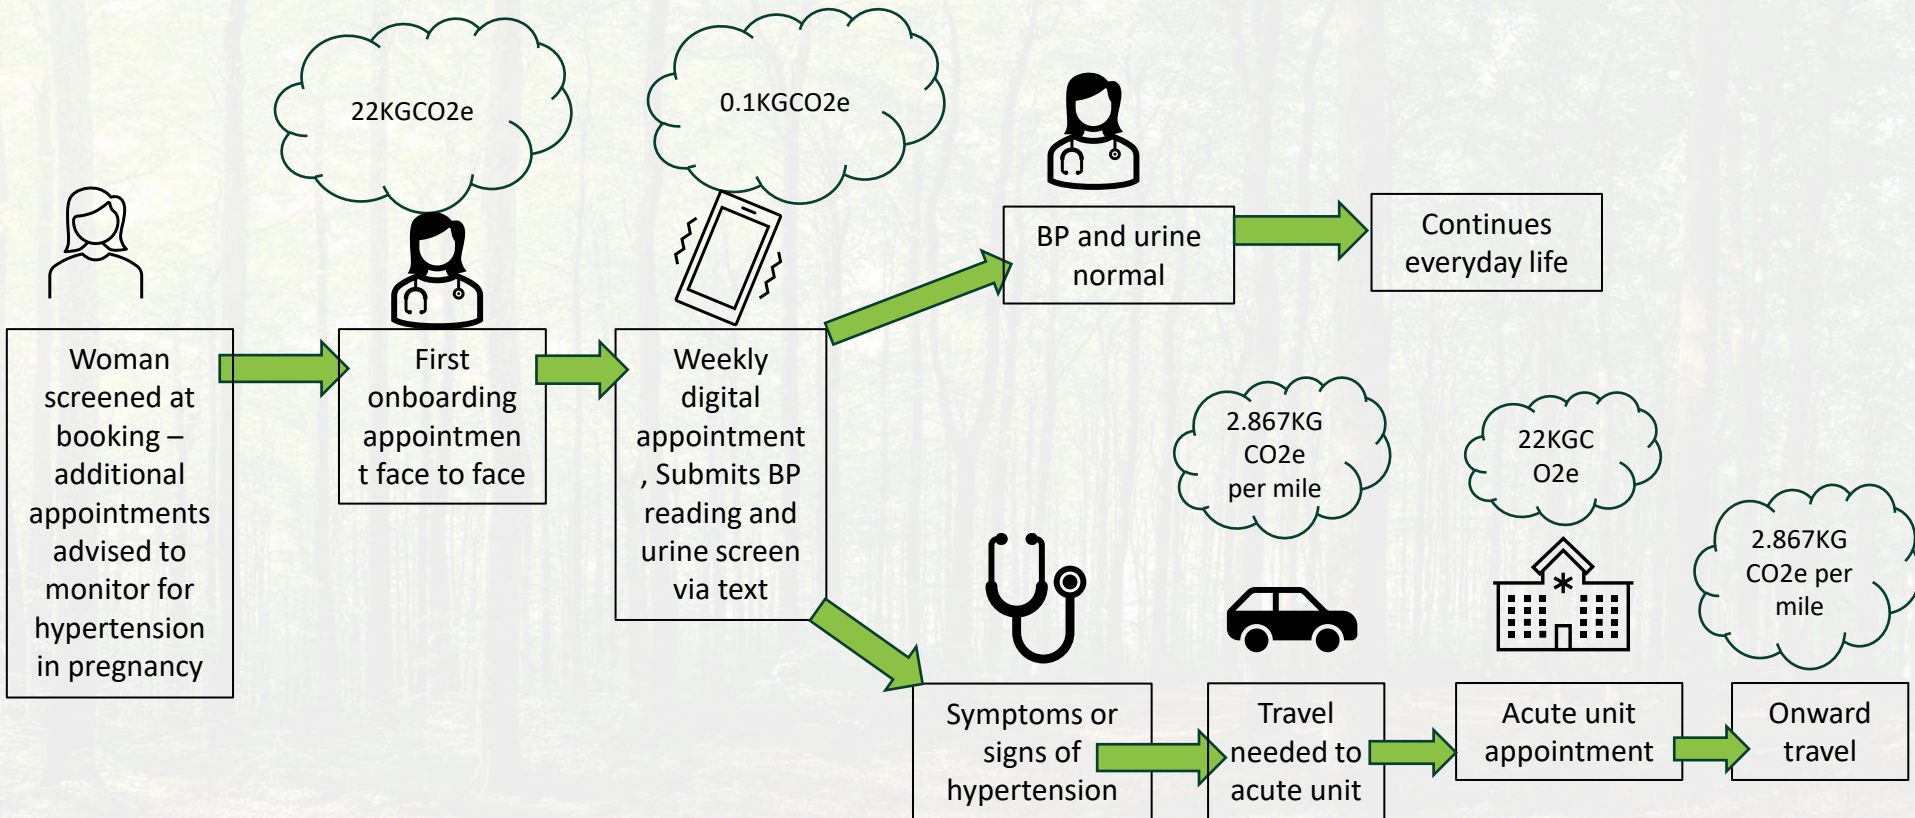 22KGCO2e
0.1KGCO2e
Woman
screened at
booking –
additional
appointments
advised to
monitor for
hypertension
in pregnancy
First
onboarding
appointmen
t face to face
Weekly
digital
appointment
, Submits BP
reading and
urine screen
via text
BP and urine
normal
Continues
everyday life
Symptoms or
signs of
hypertension
2.867KG
CO2e
per mile
Travel
needed to
acute unit
22KGC
O2e
Acute unit
appointment
2.867KG
CO2e per
mile
Onward
travel